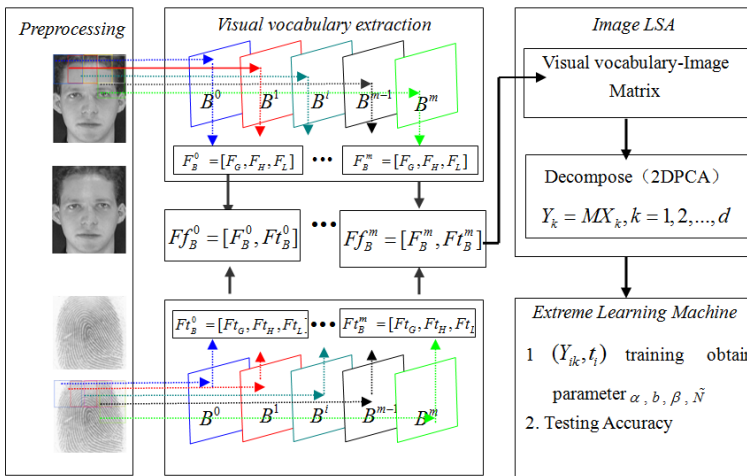 Preprocessing
Visual vocabulary extraction
B^0 B^1 B^i B^{m-1} B^m
F_B^0 =[F_G, F_H, F_L] ••• F_B^m =[F_G, F_H, F_L]
Ff_B^0 =[F_B^0, Ft_B^0] ••• Ff_B^m =[F_B^m, Ft_B^m]
Ft_B^0 =[Ft_G, Ft_H, Ft_L] ••• Ft_B^m =[Ft_G, Ft_H, Ft_L
B^0 B^1 B^i B^{m-1} B^m
Image LSA
Visual vocabulary-Image
Matrix
Decompose（2DPCA）
Y_k = MX_k, k = 1, 2, ..., d
Extreme Learning Machine
1 (Y_{ik}, t_i) training obtain
parameter α , b , β , Ñ
2. Testing Accuracy